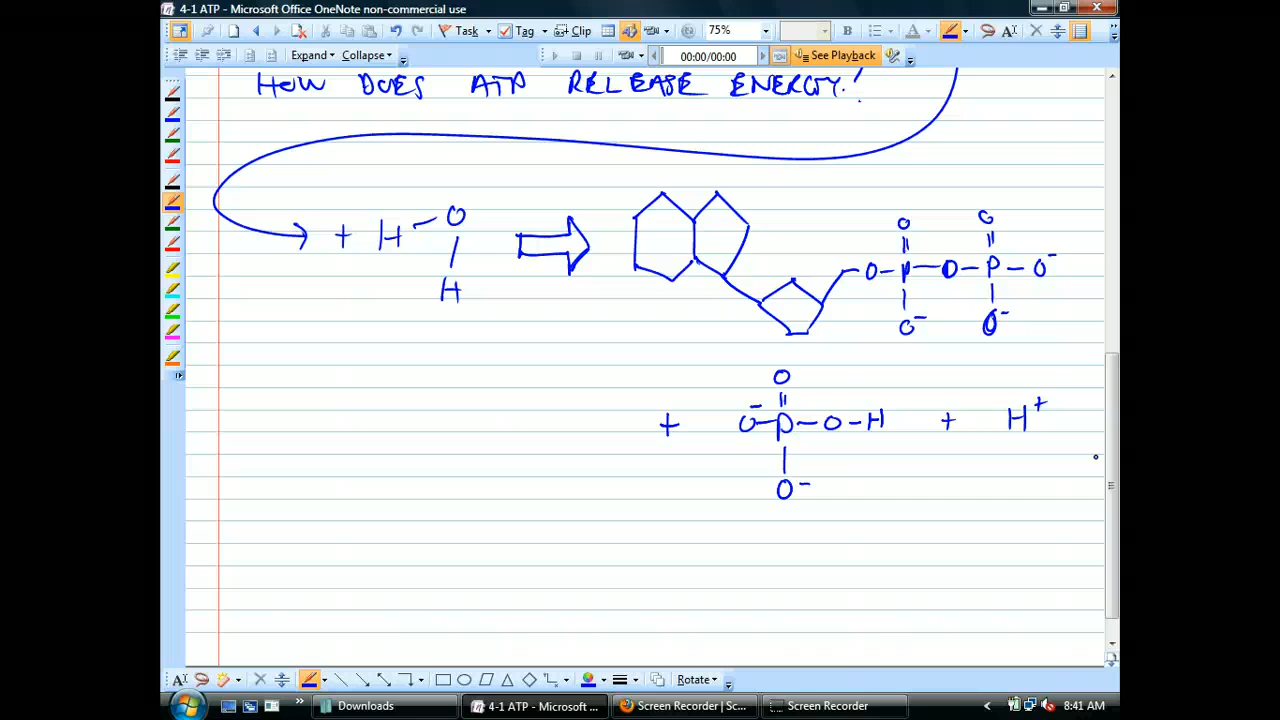 4-1 ATP - Microsoft Office OneNote non-commercial use
Task Tag Clip 75% B A
Expand Collapse 00:00/00:00 See Playback
HOW DOES ATP RELEASE ENERGY?
O O
+ H - O
O - P - O - P - O-
H
O- O-
O
+ O- - P - O - H + H+
O-
Rotate
Downloads 4-1 ATP - Microsoft ... Screen Recorder | Sc... Screen Recorder 8:41 AM